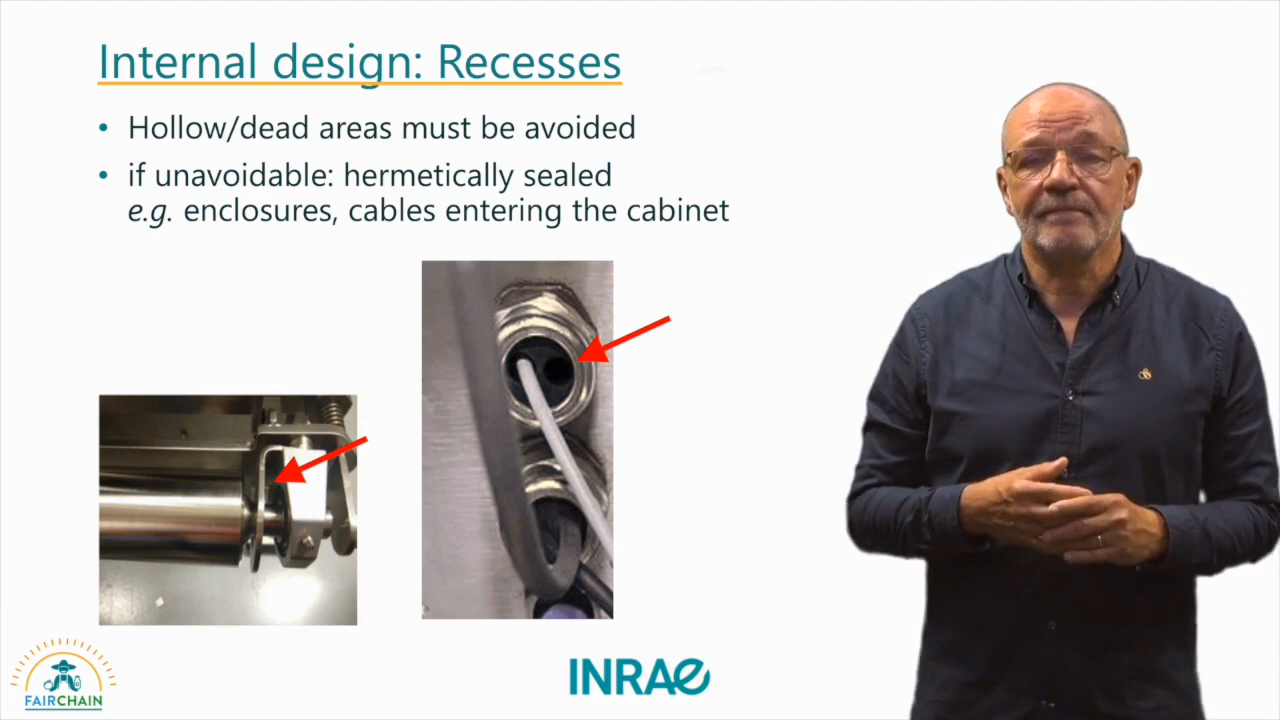 Internal design: Recesses
• Hollow/dead areas must be avoided
• if unavoidable: hermetically sealed
e.g. enclosures, cables entering the cabinet
FAIRCHAIN
INRAE